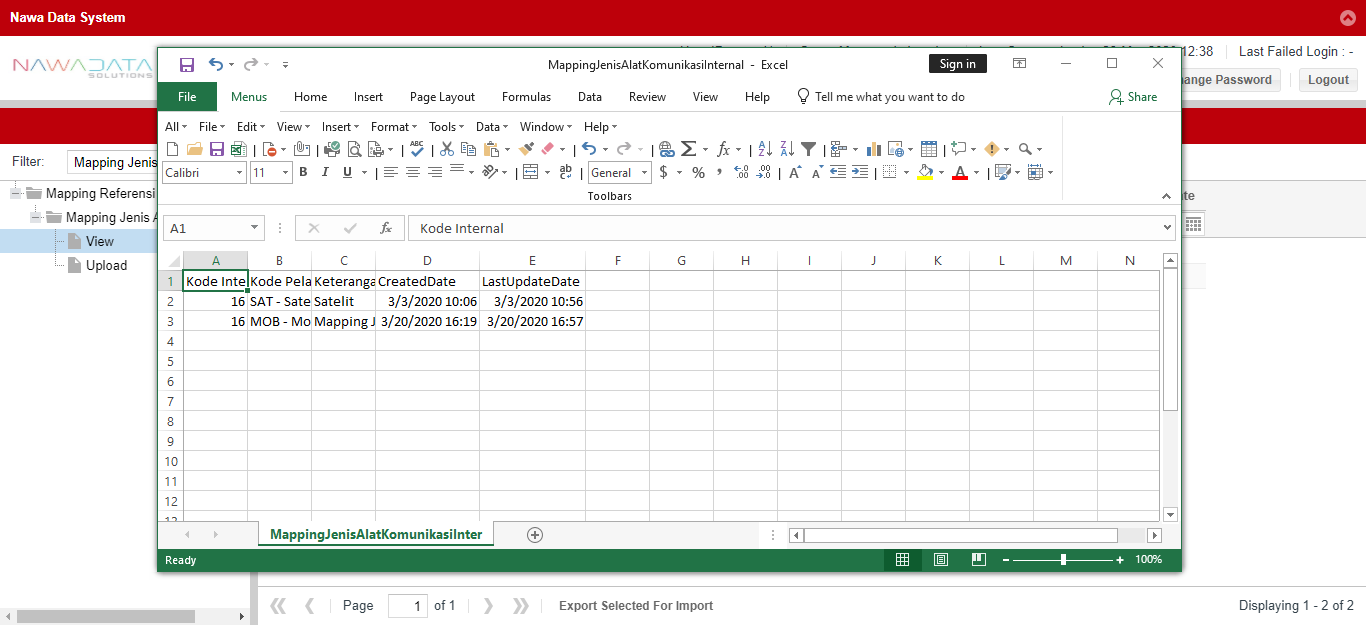 Nawa Data System
12:38 Last Failed Login : -
NAWADATA
SOLUTIONS
Change Password
Logout
Filter:
Mapping Jenis
Mapping Referensi
Mapping Jenis A
View
Upload
MappingJenisAlatKomunikasiInternal - Excel
Sign in
File Menus Home Insert Page Layout Formulas Data Review View Help Tell me what you want to do Share
All File Edit View Insert Format Tools Data Window Help
Calibri 11 B I U General $ % ,
Toolbars
A1 fx Kode Internal
A B C D E F G H I J K L M N
1 Kode Inte Kode Pela Keteranga CreatedDate LastUpdateDate
2 16 SAT - Sate Satelit 3/3/2020 10:06 3/3/2020 10:56
3 16 MOB - Mo Mapping J 3/20/2020 16:19 3/20/2020 16:57
4
5
6
7
8
9
10
11
12
13
MappingJenisAlatKomunikasiInter
Ready
100%
Page 1 of 1
Export Selected For Import
Displaying 1 - 2 of 2